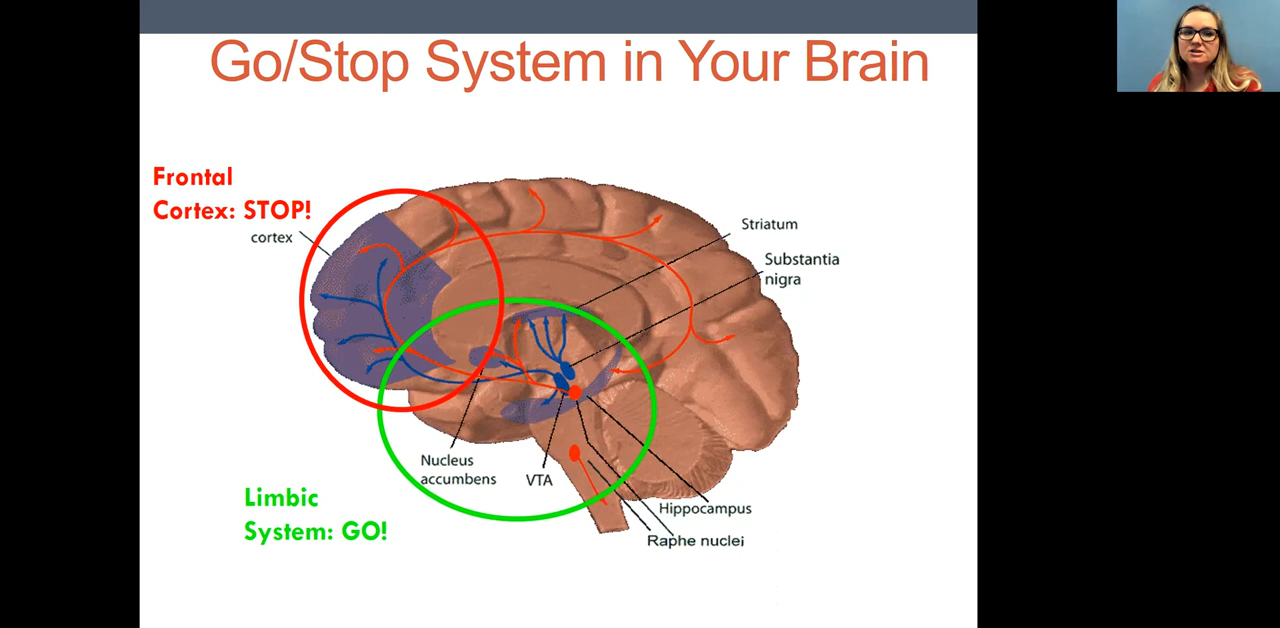 Go/Stop System in Your Brain
Frontal
Cortex: STOP!
cortex
Striatum
Substantia
nigra
Nucleus
accumbens
VTA
Limbic
System: GO!
Hippocampus
Raphe nuclei